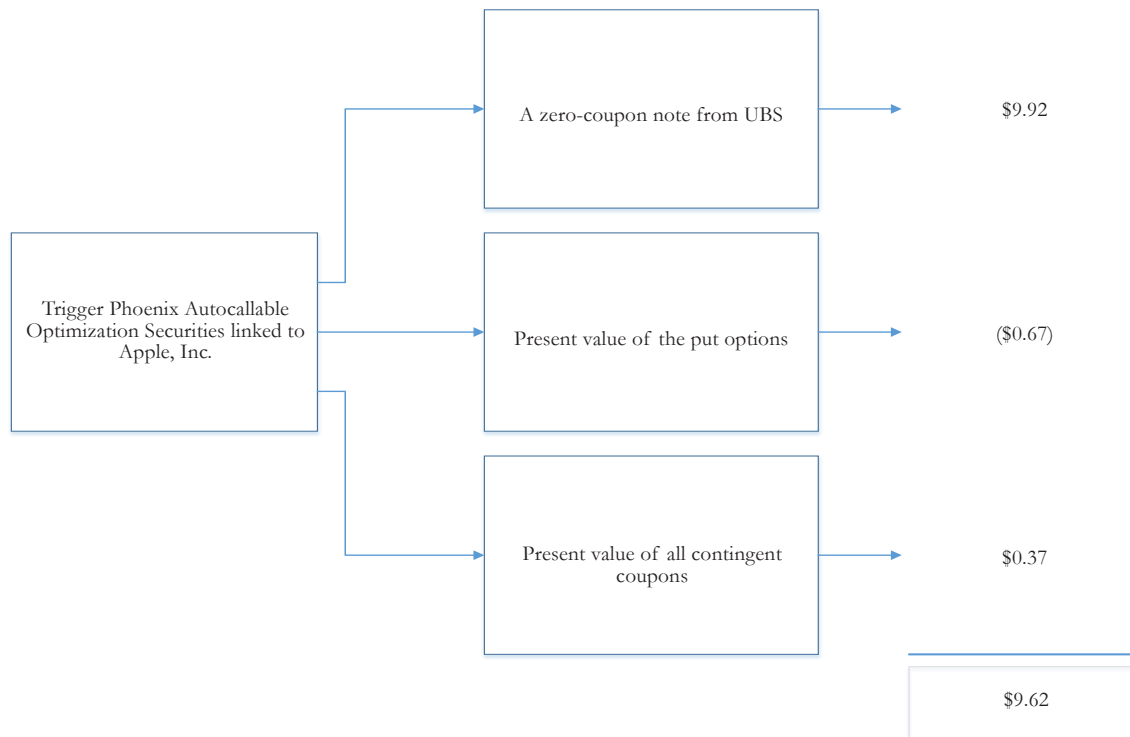 A zero-coupon note from UBS
$9.92
Trigger Phoenix Autocallable
Optimization Securities linked to
Apple, Inc.
Present value of the put options
($0.67)
Present value of all contingent
coupons
$0.37
$9.62